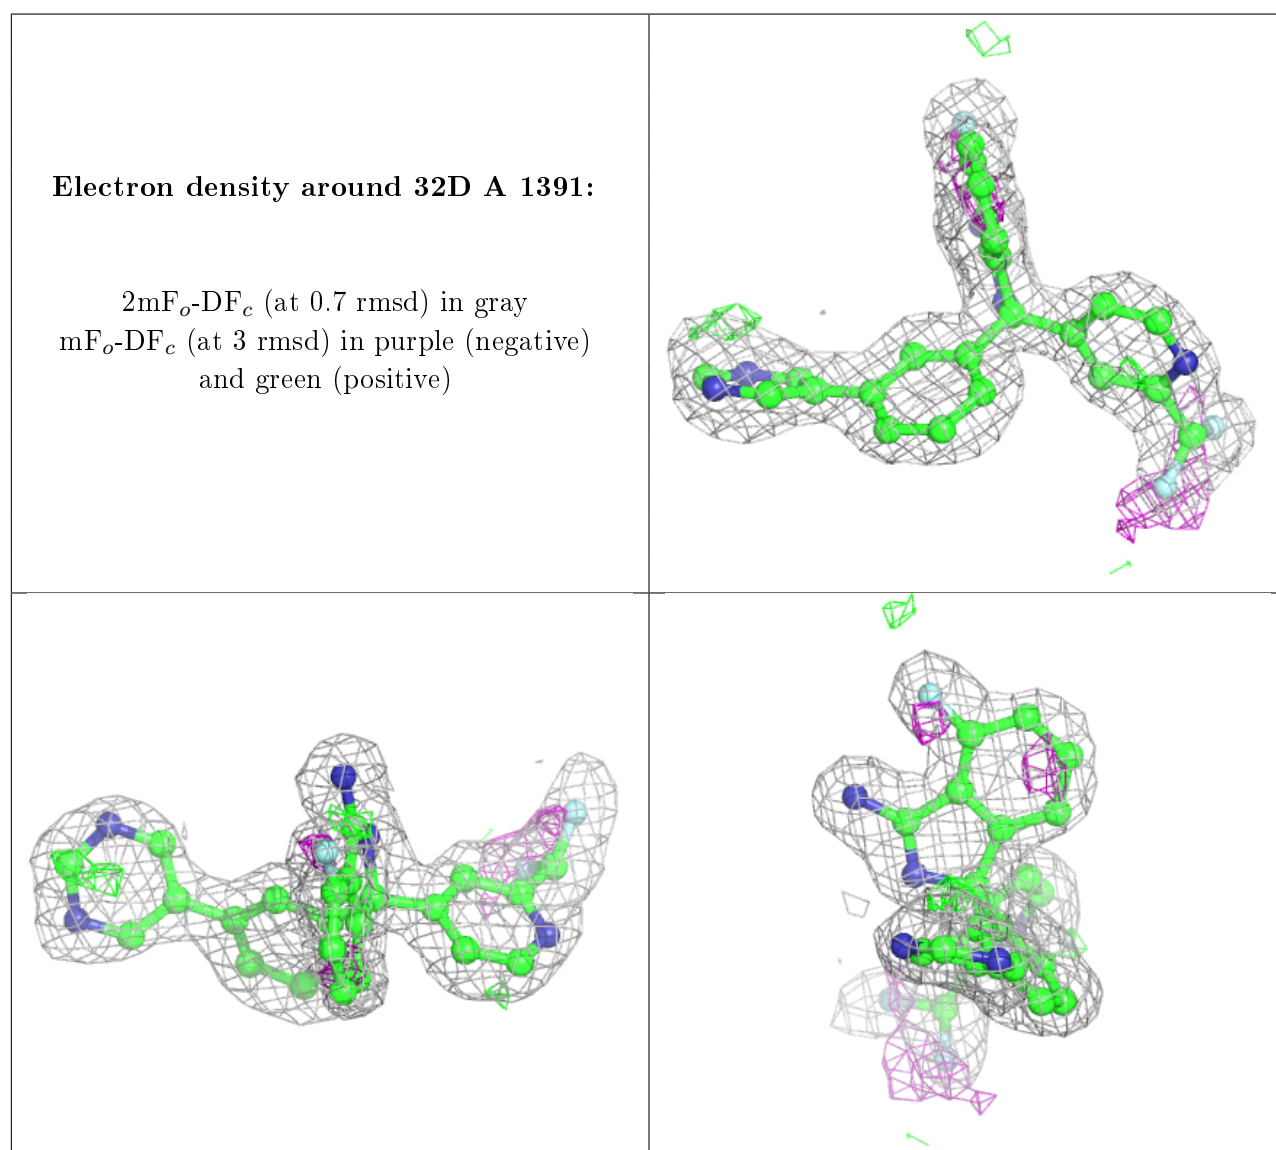 Electron density around 32D A 1391:
2mFo-DFc (at 0.7 rmsd) in gray
mFo-DFc (at 3 rmsd) in purple (negative)
and green (positive)